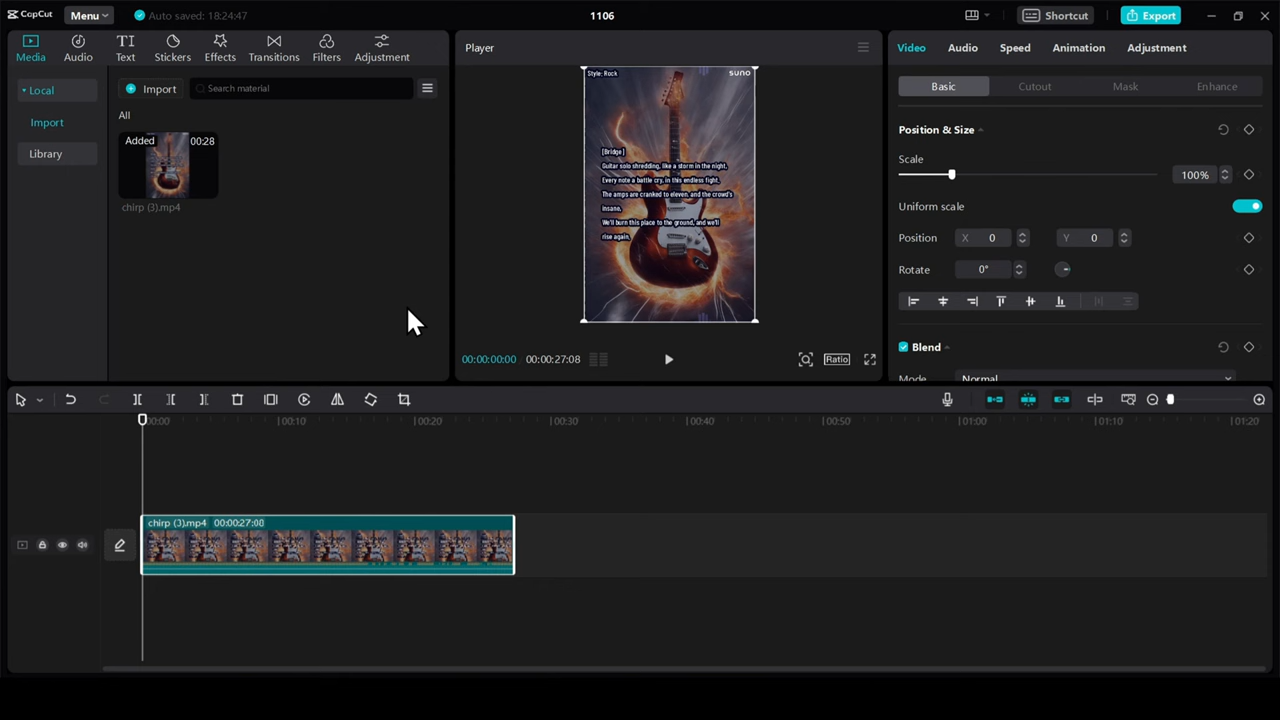 CapCut
Menu
Auto saved: 18:24:47
1106
Shortcut
Export
Media
Audio
Text
Stickers
Effects
Transitions
Filters
Adjustment
Local
Import
Library
Import
Search material
All
Added 00:28
chirp (3).mp4
Player
Style: Rock
suno
[Bridge]
Guitar solo shredding, like a storm in the night,
Every note a battle cry, in this endless fight,
The amps are cranked to eleven, and the crowd's
insane,
We'll burn this place to the ground, and we'll
rise again,
00:00:00:00 00:00:27:08
Ratio
Video
Audio
Speed
Animation
Adjustment
Basic
Cutout
Mask
Enhance
Position & Size
Scale
100%
Uniform scale
Position X 0 Y 0
Rotate 0°
Blend
Mode Normal
00:00 00:10 00:20 00:30 00:40 00:50 01:00 01:10 01:20
chirp (3).mp4 00:00:27:08